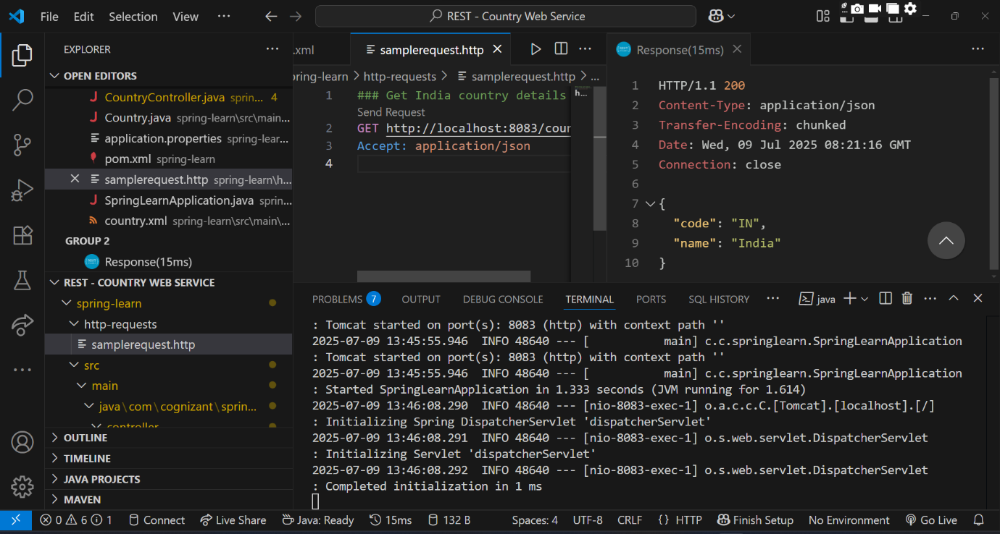 File Edit Selection View ···
REST - Country Web Service
EXPLORER
OPEN EDITORS
CountryController.java sprin... 4
Country.java spring-learn\src\main...
application.properties spring-lear...
pom.xml spring-learn
samplerequest.http spring-learn\h...
SpringLearnApplication.java sprin...
country.xml spring-learn\src\main\...
GROUP 2
Response(15ms)
REST - COUNTRY WEB SERVICE
spring-learn
http-requests
samplerequest.http
src
main
java\com\cognizant\sprin...
controller
OUTLINE
TIMELINE
JAVA PROJECTS
MAVEN
.xml
samplerequest.http
pring-learn > http-requests > samplerequest.http > ...
1 ### Get India country details
h...
Send Request
2 GET http://localhost:8083/coun
3 Accept: application/json
4
Response(15ms)
1 HTTP/1.1 200
2 Content-Type: application/json
3 Transfer-Encoding: chunked
4 Date: Wed, 09 Jul 2025 08:21:16 GMT
5 Connection: close
6
7 {
8 "code": "IN",
9 "name": "India"
10 }
PROBLEMS 7 OUTPUT DEBUG CONSOLE TERMINAL PORTS SQL HISTORY ··· java
: Tomcat started on port(s): 8083 (http) with context path ''
2025-07-09 13:45:55.946 INFO 48640 --- [ main] c.c.springlearn.SpringLearnApplication
: Tomcat started on port(s): 8083 (http) with context path ''
2025-07-09 13:45:55.946 INFO 48640 --- [ main] c.c.springlearn.SpringLearnApplication
: Started SpringLearnApplication in 1.333 seconds (JVM running for 1.614)
2025-07-09 13:46:08.290 INFO 48640 --- [nio-8083-exec-1] o.a.c.c.C.[Tomcat].[localhost].[/]
: Initializing Spring DispatcherServlet 'dispatcherServlet'
2025-07-09 13:46:08.291 INFO 48640 --- [nio-8083-exec-1] o.s.web.servlet.DispatcherServlet
: Initializing Servlet 'dispatcherServlet'
2025-07-09 13:46:08.292 INFO 48640 --- [nio-8083-exec-1] o.s.web.servlet.DispatcherServlet
: Completed initialization in 1 ms
0 6 1 Connect Live Share Java: Ready 15ms 132 B Spaces: 4 UTF-8 CRLF {} HTTP Finish Setup No Environment Go Live